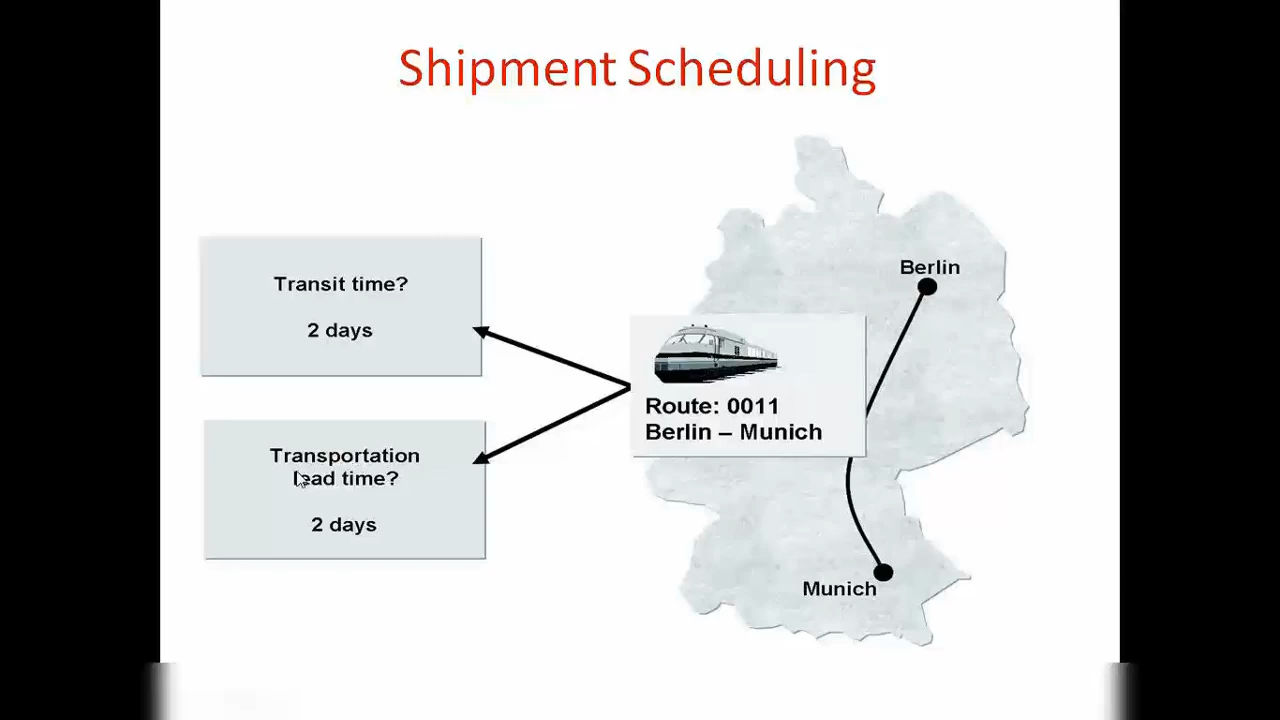 Shipment Scheduling
Transit time?
2 days
Transportation
lead time?
2 days
Route: 0011
Berlin – Munich
Berlin
Munich